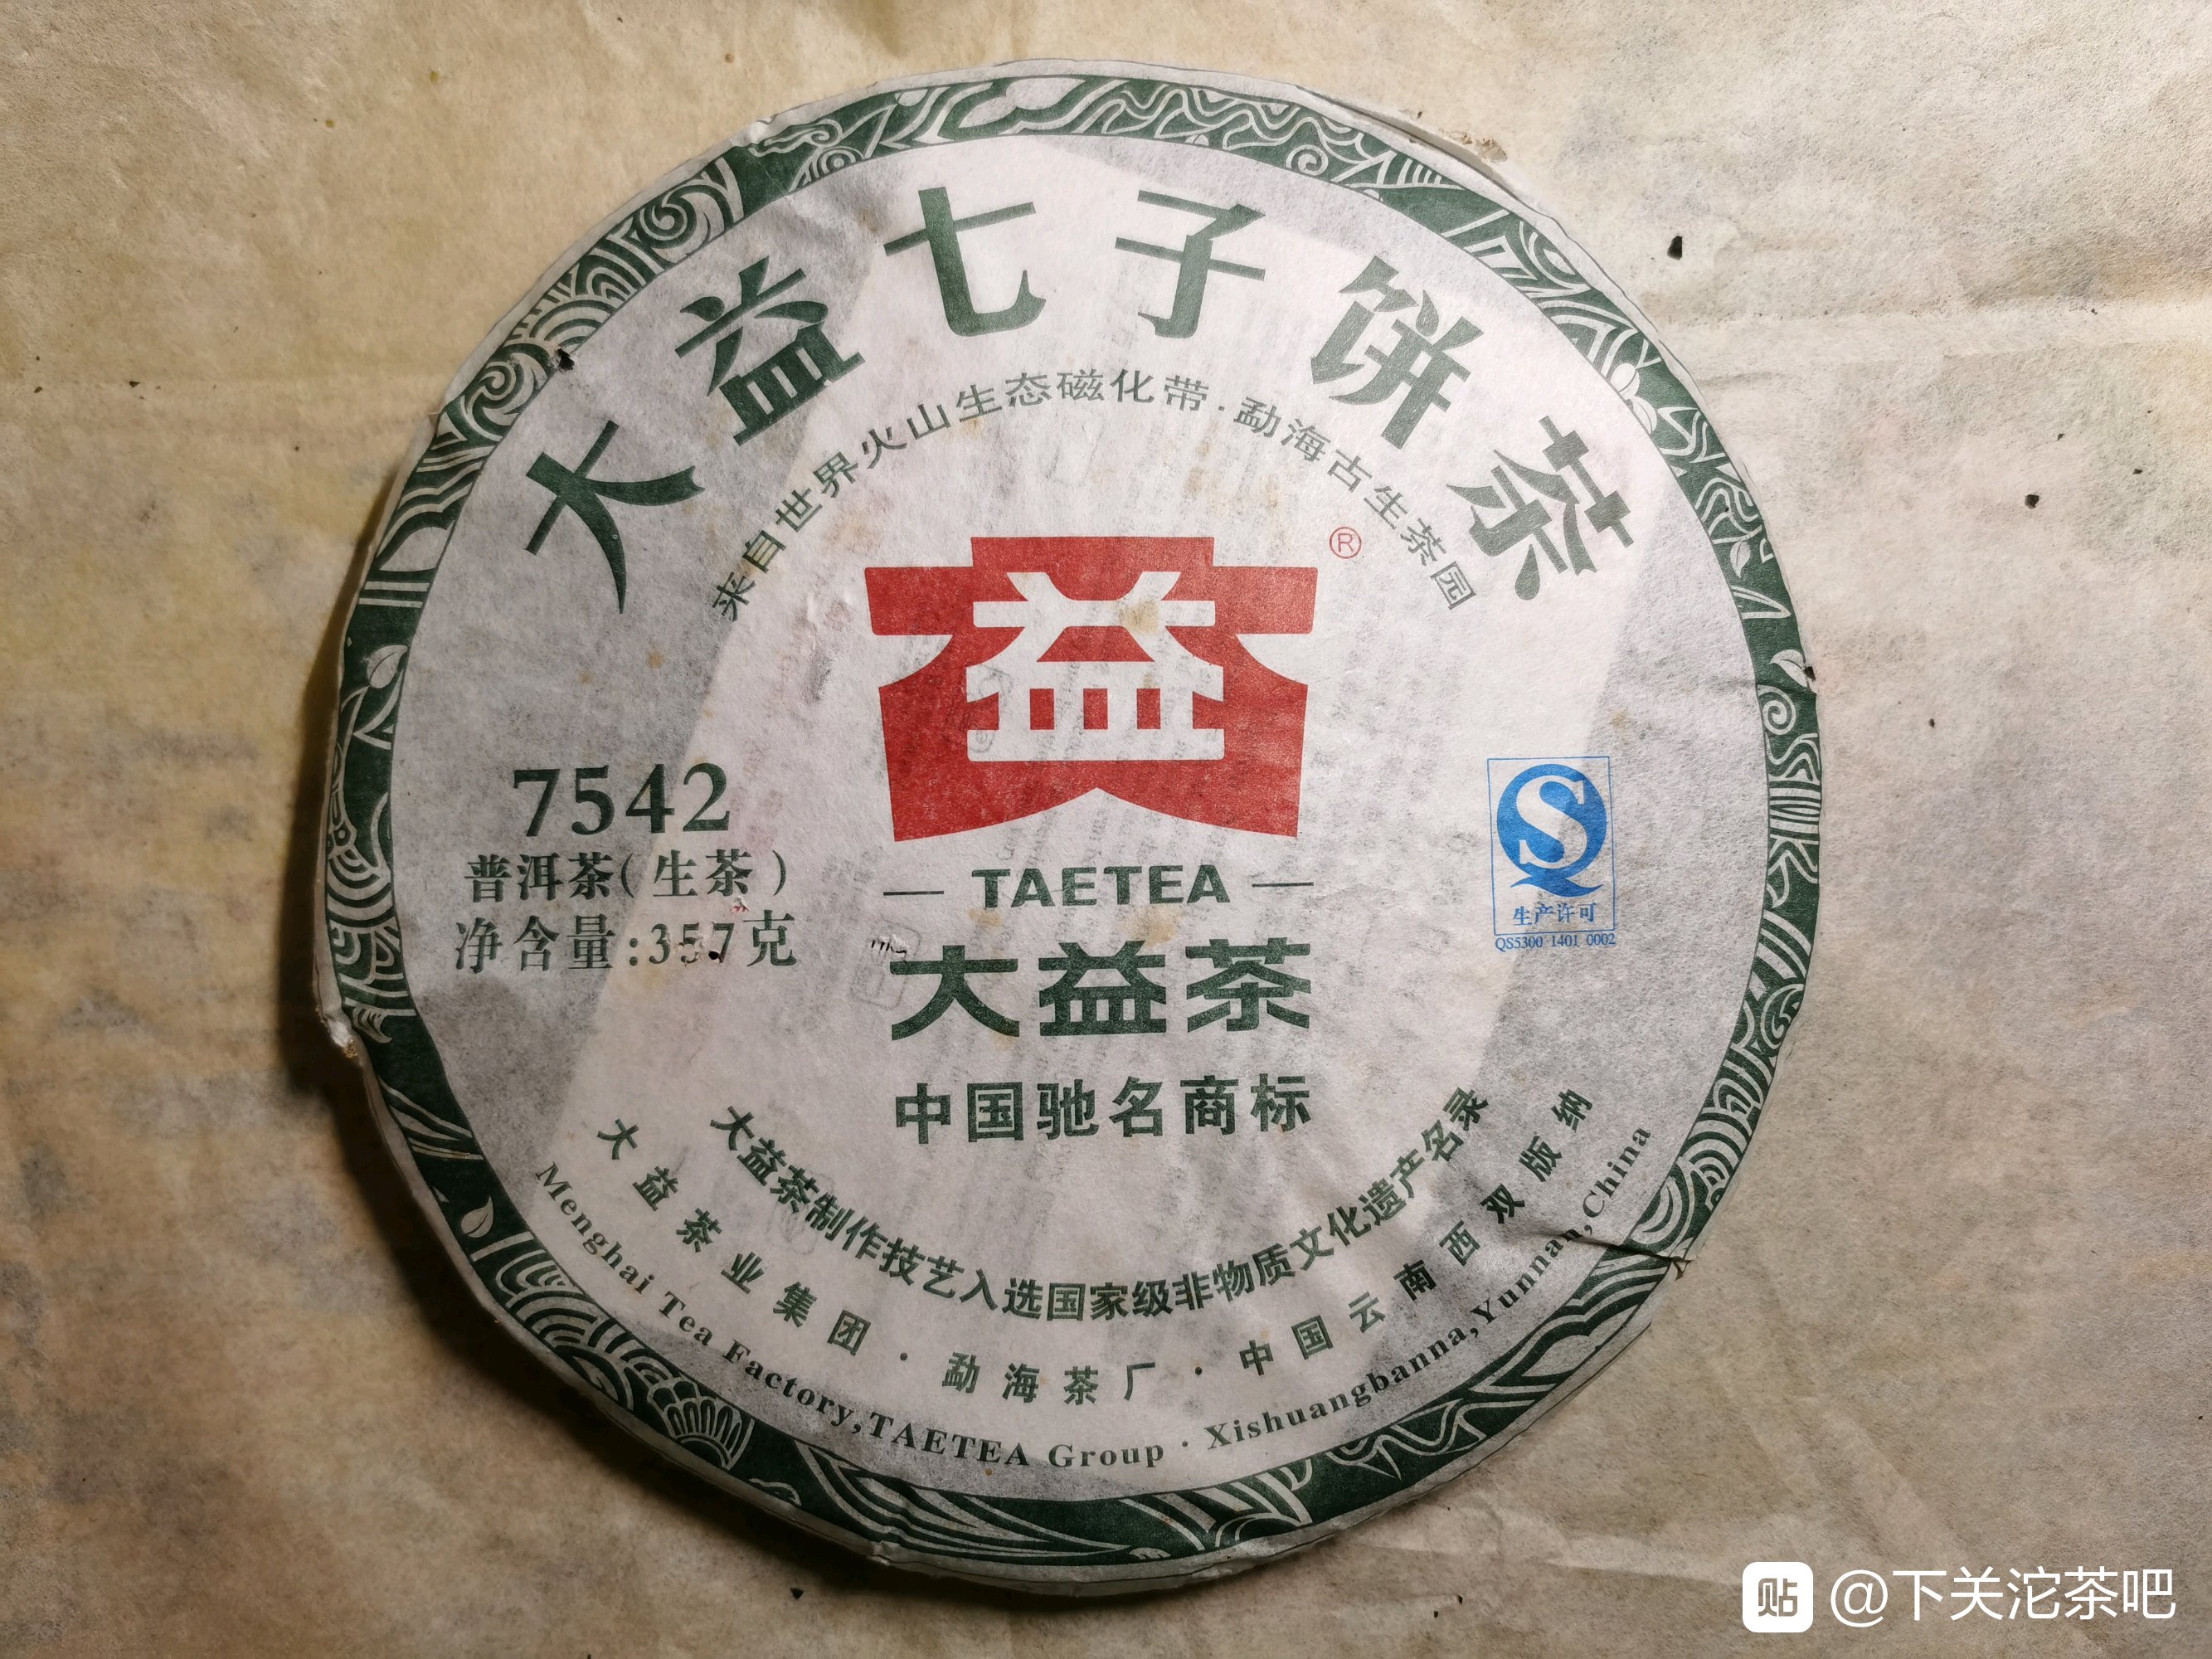 大益七子饼茶
来自世界火山生态磁化带·勐海古生茶园
益
®
7542
普洱茶(生茶)
净含量:357克
TAETEA
大益茶
中国驰名商标
S
生产许可
QS5300 1401 0002
大益茶制作技艺入选国家级非物质文化遗产名录
大益茶业集团·勐海茶厂·中国云南西双版纳
Menghai Tea Factory,TAETEA Group·Xishuangbanna,Yunnan,China
贴 @下关沱茶吧